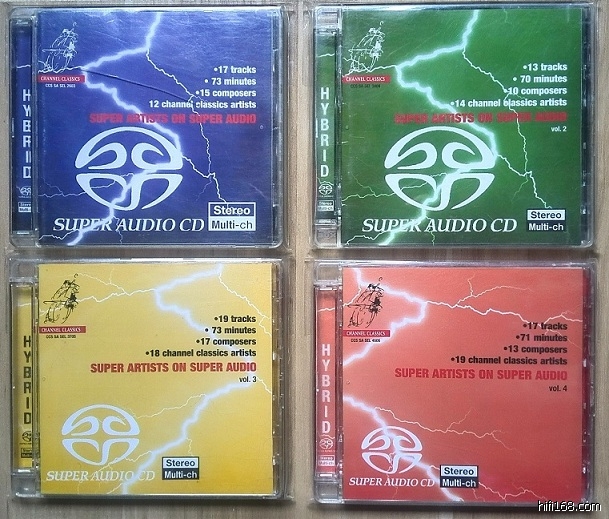 CHANNEL CLASSICS
•17 tracks
• 73 minutes
•15 composers
12 channel classics artists
SUPER ARTISTS ON SUPER AUDIO
HYBRID
SUPER AUDIO CD
Stereo
Multi-ch
CHANNEL CLASSICS
•13 tracks
• 70 minutes
•10 composers
•14 channel classics artists
SUPER ARTISTS ON SUPER AUDIO
vol. 2
HYBRID
SUPER AUDIO CD
Stereo
Multi-ch
CHANNEL CLASSICS
•19 tracks
• 73 minutes
•17 composers
•18 channel classics artists
SUPER ARTISTS ON SUPER AUDIO
vol. 3
HYBRID
SUPER AUDIO CD
Stereo
Multi-ch
CHANNEL CLASSICS
•17 tracks
•71 minutes
•13 composers
•19 channel classics artists
SUPER ARTISTS ON SUPER AUDIO
vol. 4
HYBRID
SUPER AUDIO CD
Stereo
Multi-ch
hifi168.com